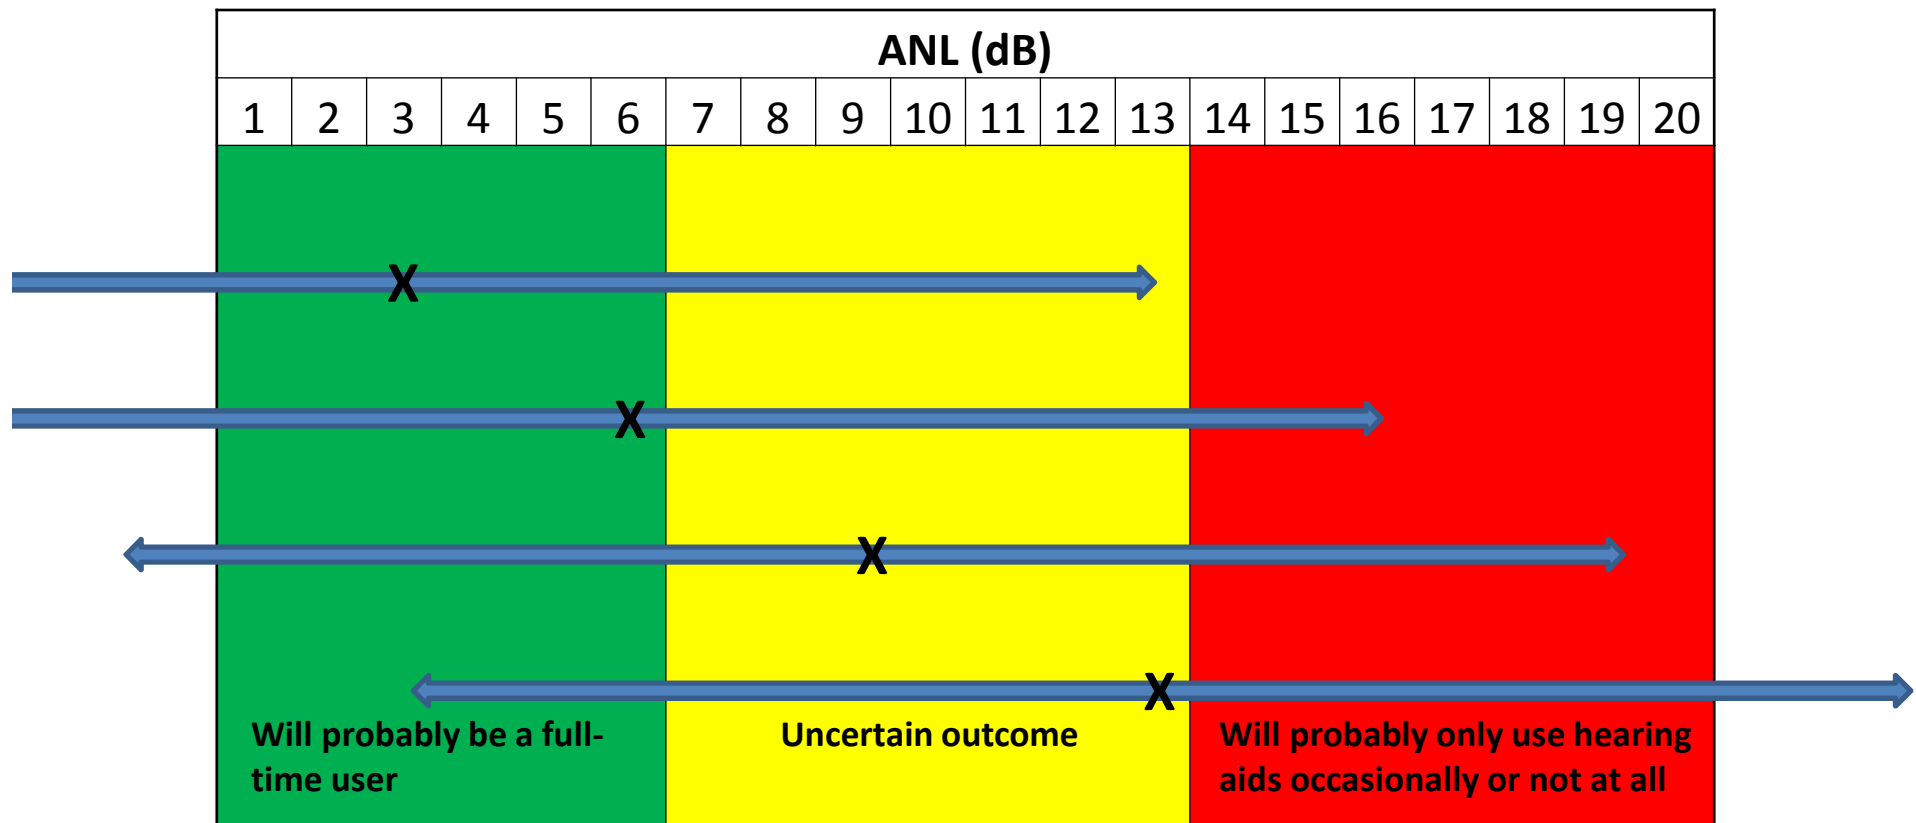 ANL (dB)
1 2 3 4 5 6 7 8 9 10 11 12 13 14 15 16 17 18 19 20
X
X
X
X
Will probably be a full-
time user
Uncertain outcome
Will probably only use hearing
aids occasionally or not at all